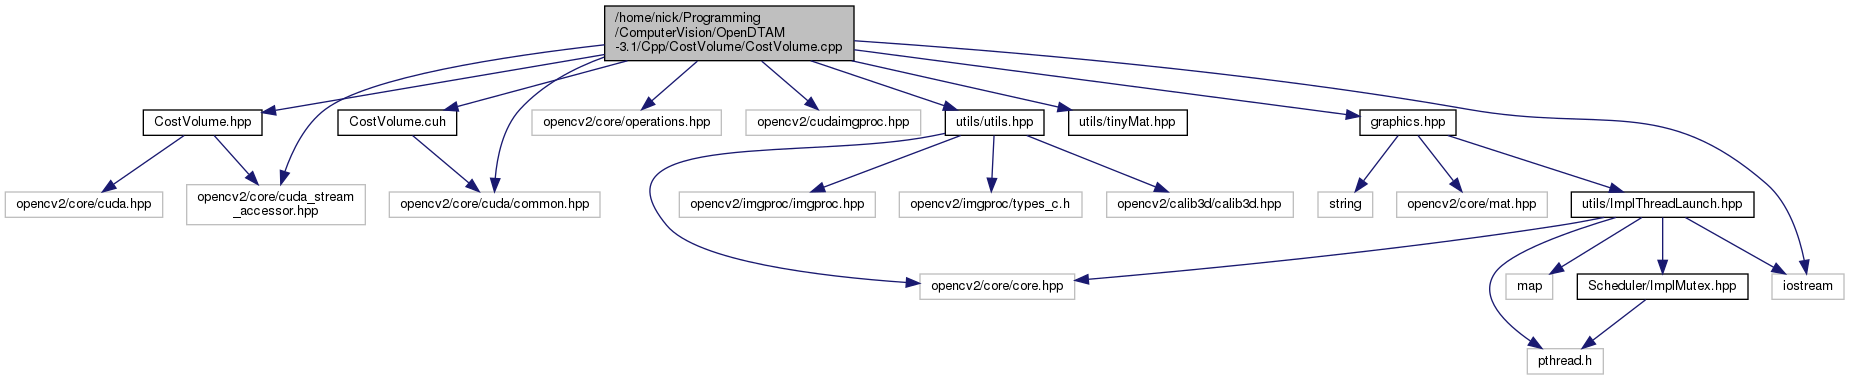 /home/nick/Programming
/ComputerVision/OpenDTAM
-3.1/Cpp/CostVolume/CostVolume.cpp
CostVolume.hpp
CostVolume.cuh
opencv2/core/operations.hpp
opencv2/cudaimgproc.hpp
utils/utils.hpp
utils/tinyMat.hpp
graphics.hpp
opencv2/core/cuda.hpp
opencv2/core/cuda_stream
_accessor.hpp
opencv2/core/cuda/common.hpp
opencv2/imgproc/imgproc.hpp
opencv2/imgproc/types_c.h
opencv2/calib3d/calib3d.hpp
string
opencv2/core/mat.hpp
utils/ImplThreadLaunch.hpp
opencv2/core/core.hpp
map
Scheduler/ImplMutex.hpp
iostream
pthread.h